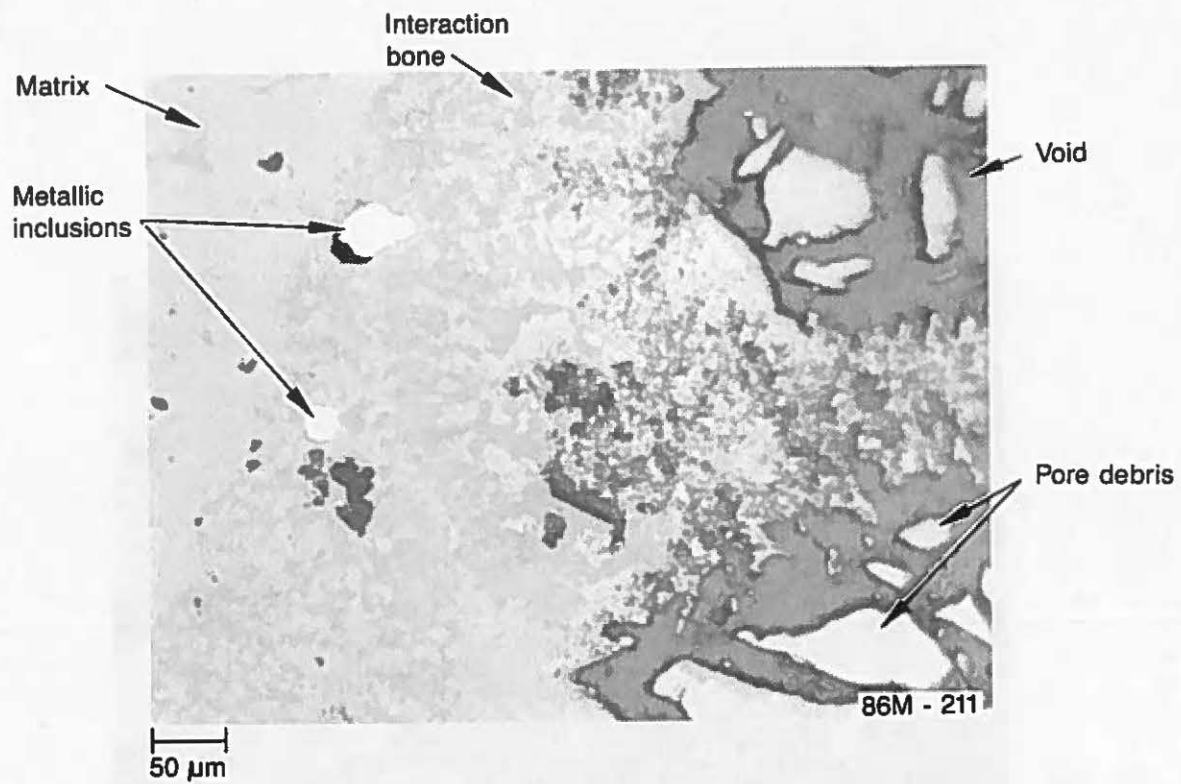 Interaction
bone
Matrix
Void
Metallic
inclusions
Pore debris
86M - 211
50 µm